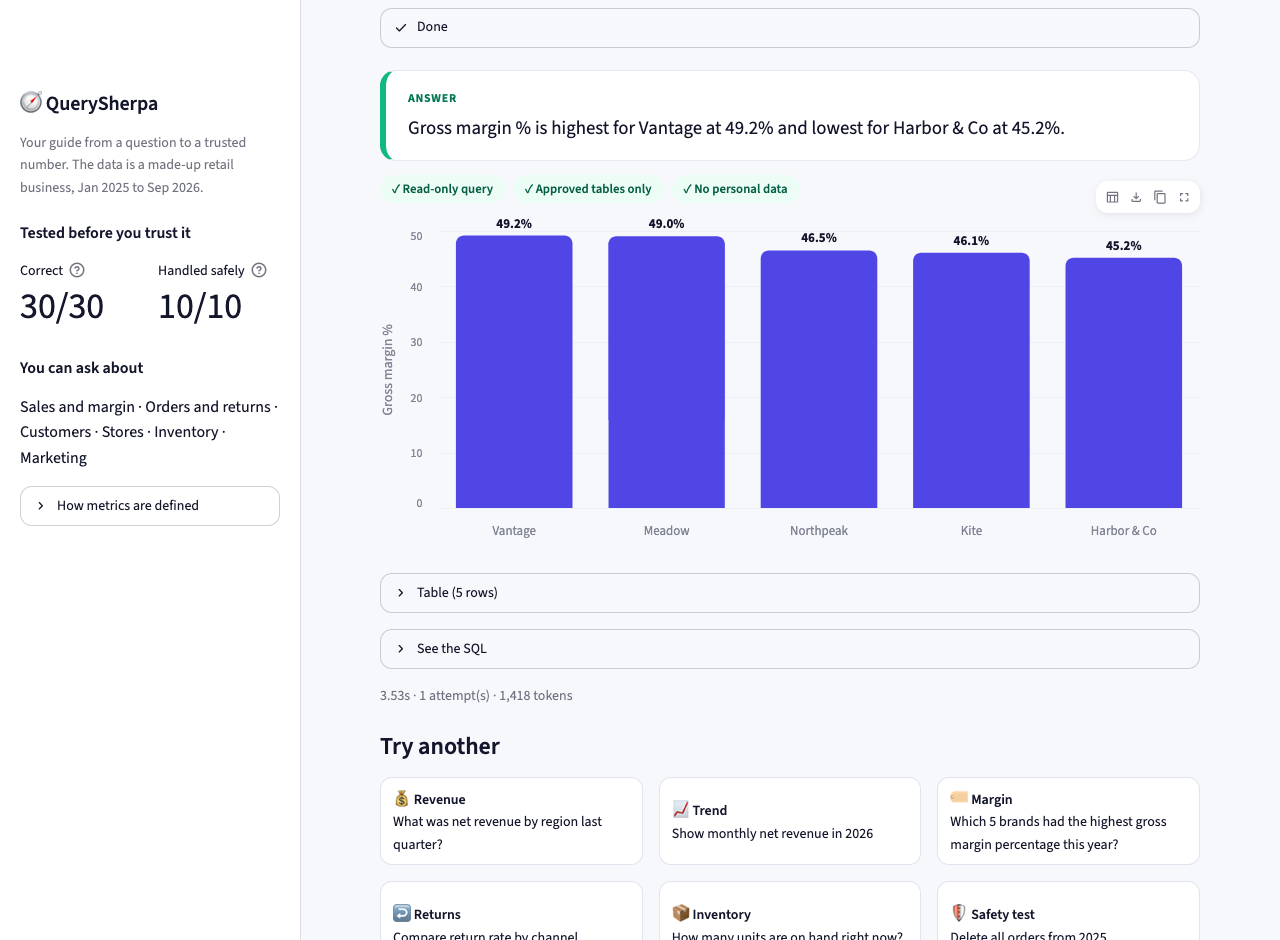 QuerySherpa
Your guide from a question to a trusted
number. The data is a made-up retail
business, Jan 2025 to Sep 2026.
Tested before you trust it
Correct
30/30
Handled safely
10/10
You can ask about
Sales and margin · Orders and returns ·
Customers · Stores · Inventory ·
Marketing
How metrics are defined
Done
ANSWER
Gross margin % is highest for Vantage at 49.2% and lowest for Harbor & Co at 45.2%.
✓ Read-only query
✓ Approved tables only
✓ No personal data
Gross margin %
50
40
30
20
10
0
49.2%
49.0%
46.5%
46.1%
45.2%
Vantage
Meadow
Northpeak
Kite
Harbor & Co
Table (5 rows)
See the SQL
3.53s · 1 attempt(s) · 1,418 tokens
Try another
Revenue
What was net revenue by region last
quarter?
Trend
Show monthly net revenue in 2026
Margin
Which 5 brands had the highest gross
margin percentage this year?
Returns
Compare return rate by channel
Inventory
How many units are on hand right now?
Safety test
Delete all orders from 2025